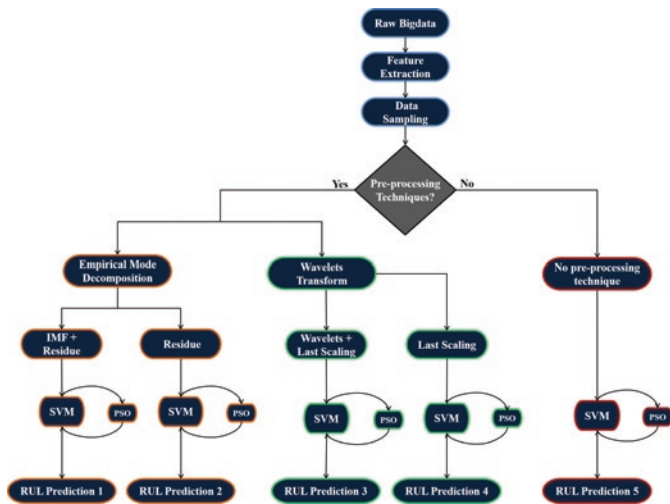 Raw Bigdata
Feature
Extraction
Data
Sampling
Yes
Pre-processing
Techniques?
No
Empirical Mode
Decomposition
Wavelets
Transform
No pre-processing
technique
IMF +
Residue
Residue
Wavelets +
Last Scaling
Last Scaling
SVM
PSO
SVM
PSO
SVM
PSO
SVM
PSO
SVM
PSO
RUL Prediction 1
RUL Prediction 2
RUL Prediction 3
RUL Prediction 4
RUL Prediction 5